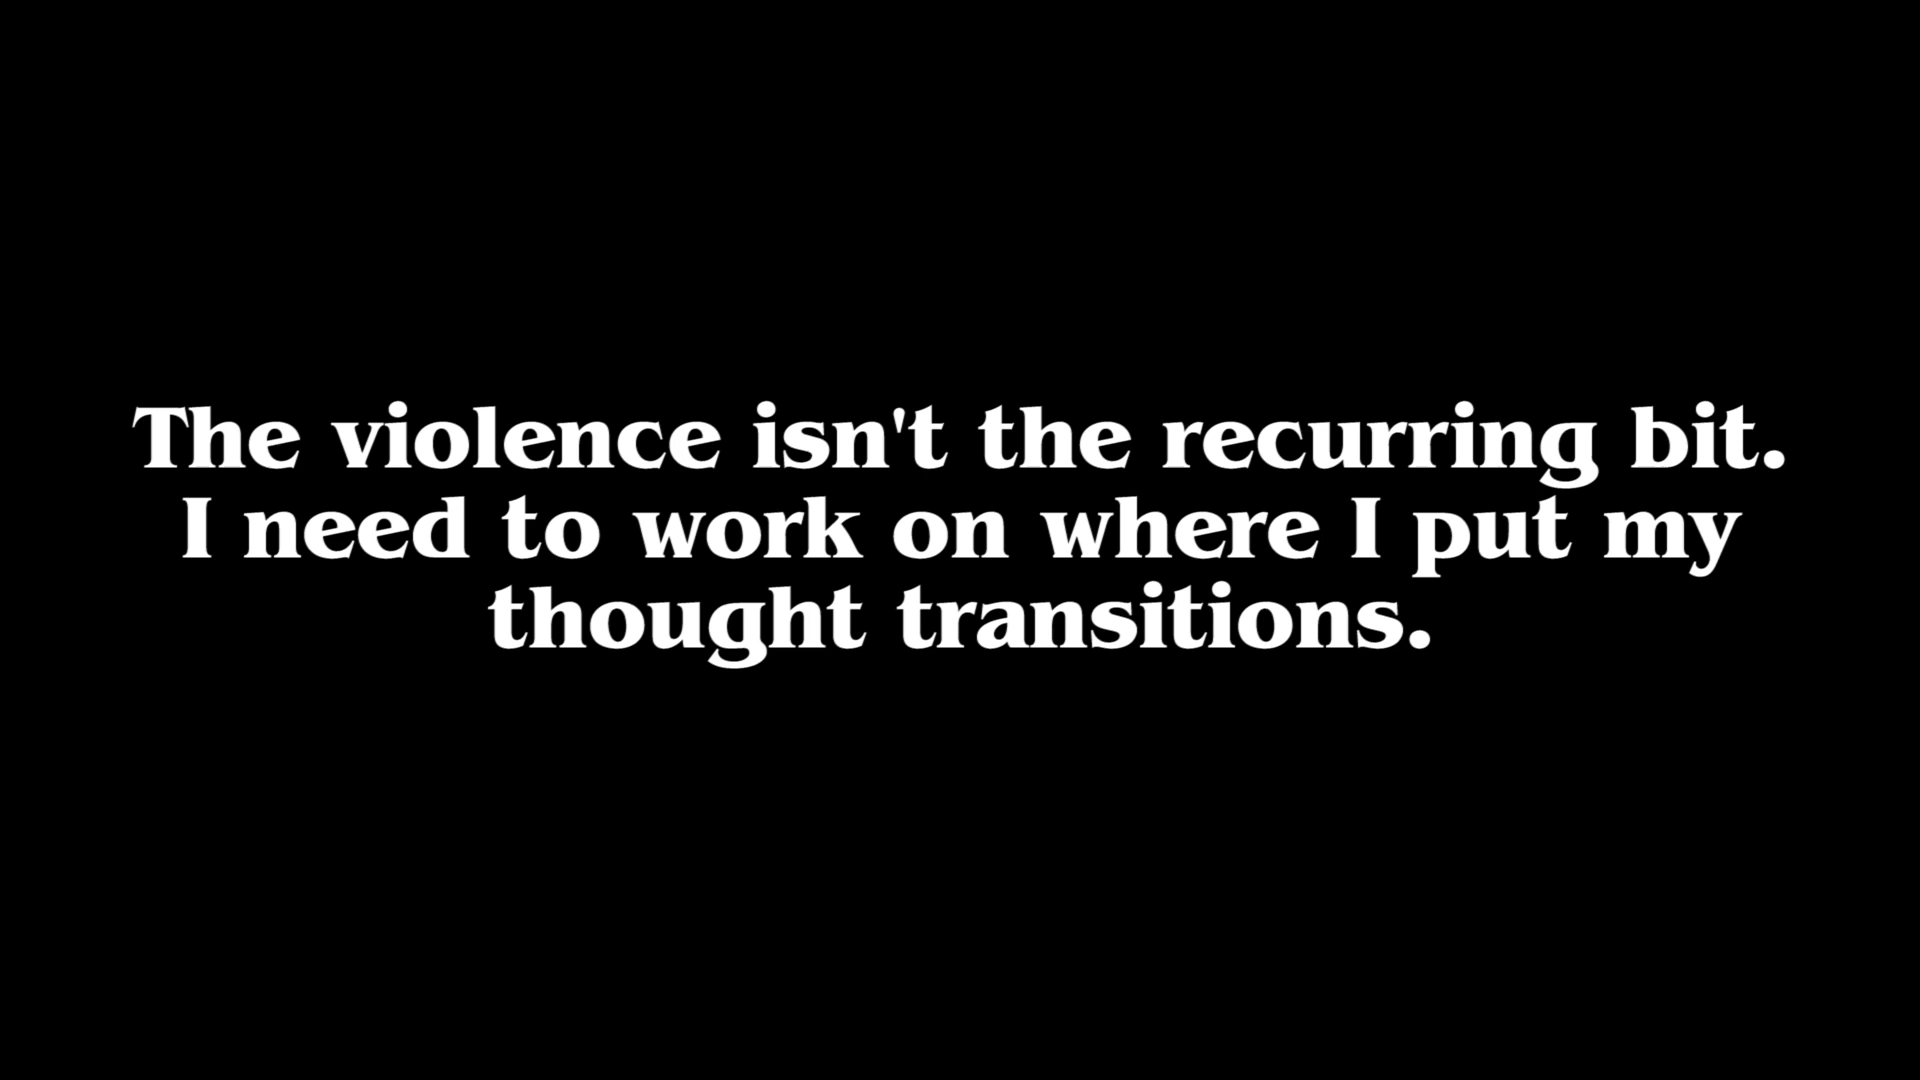 The violence isn't the recurring bit.
I need to work on where I put my
thought transitions.